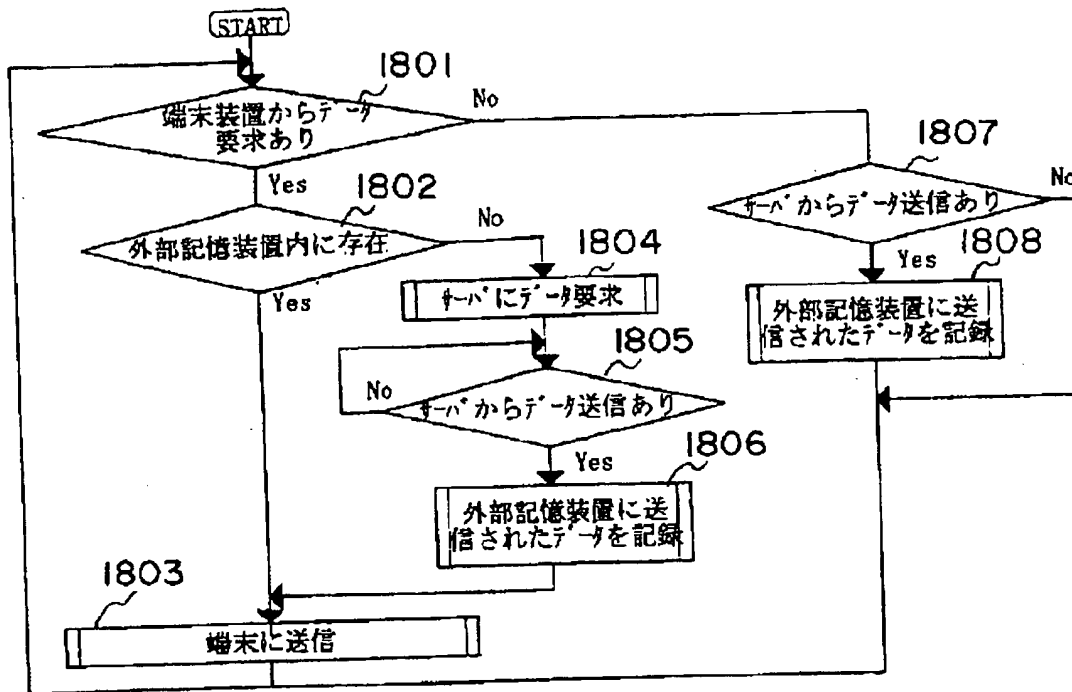 START
1801
端末装置からデータ
要求あり
No
Yes
1802
外部記憶装置内に存在
No
Yes
1804
サーバにデータ要求
1805
サーバからデータ送信あり
No
Yes
1806
外部記憶装置に送
信されたデータを記録
1803
端末に送信
1807
サーバからデータ送信あり
No
Yes
1808
外部記憶装置に送
信されたデータを記録